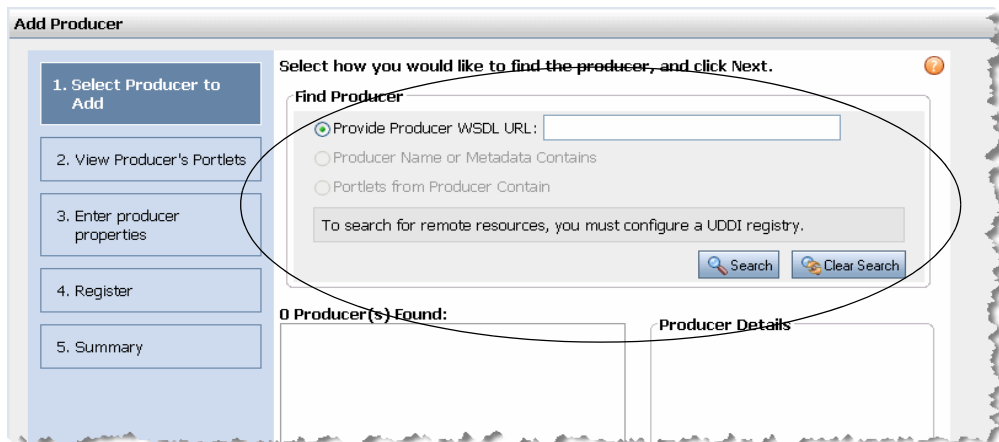 Add Producer
1. Select Producer to
Add
2. View Producer's Portlets
3. Enter producer
properties
4. Register
5. Summary
Select how you would like to find the producer, and click Next.
?
Find Producer
Provide Producer WSDL URL:
Producer Name or Metadata Contains
Portlets from Producer Contain
To search for remote resources, you must configure a UDDI registry.
Search
Clear Search
0 Producer(s) Found:
Producer Details